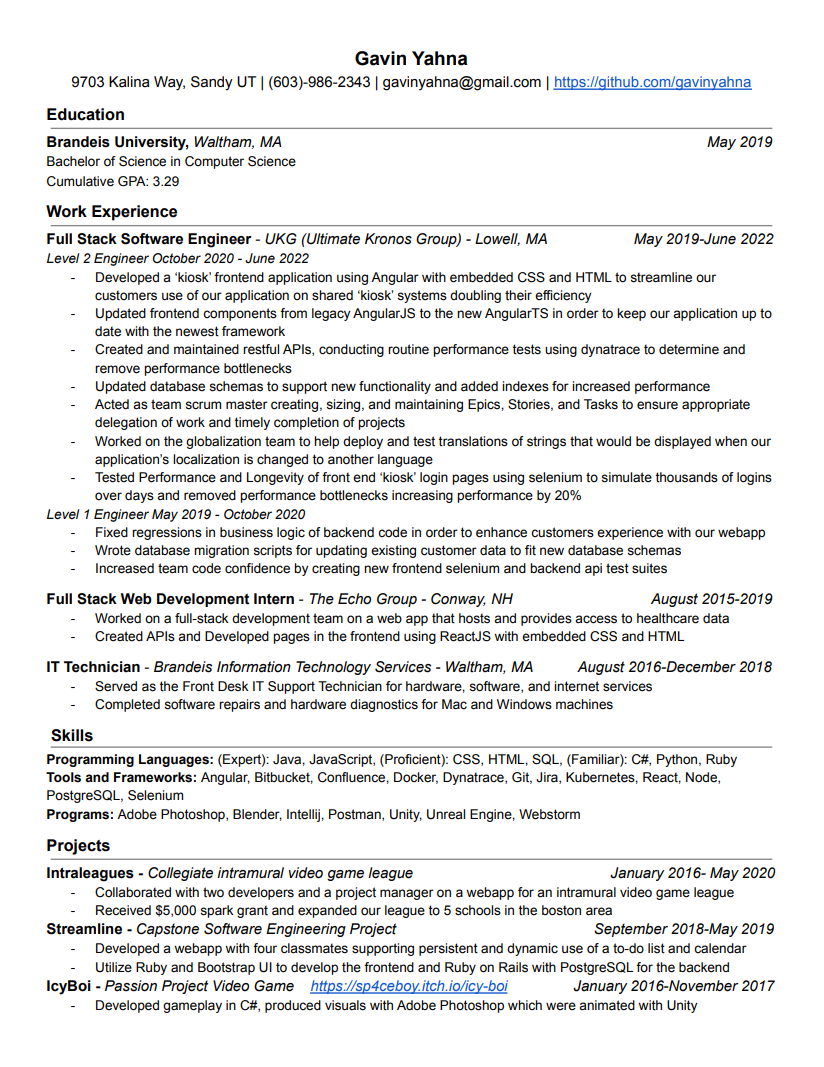 Gavin Yahna
9703 Kalina Way, Sandy UT | (603)-986-2343 | gavinyahna@gmail.com | https://github.com/gavinyahna
Education
Brandeis University, Waltham, MA May 2019
Bachelor of Science in Computer Science
Cumulative GPA: 3.29
Work Experience
Full Stack Software Engineer - UKG (Ultimate Kronos Group) - Lowell, MA May 2019-June 2022
Level 2 Engineer October 2020 - June 2022
- Developed a ‘kiosk’ frontend application using Angular with embedded CSS and HTML to streamline our
customers use of our application on shared ‘kiosk’ systems doubling their efficiency
- Updated frontend components from legacy AngularJS to the new AngularTS in order to keep our application up to
date with the newest framework
- Created and maintained restful APIs, conducting routine performance tests using dynatrace to determine and
remove performance bottlenecks
- Updated database schemas to support new functionality and added indexes for increased performance
- Acted as team scrum master creating, sizing, and maintaining Epics, Stories, and Tasks to ensure appropriate
delegation of work and timely completion of projects
- Worked on the globalization team to help deploy and test translations of strings that would be displayed when our
application’s localization is changed to another language
- Tested Performance and Longevity of front end ‘kiosk’ login pages using selenium to simulate thousands of logins
over days and removed performance bottlenecks increasing performance by 20%
Level 1 Engineer May 2019 - October 2020
- Fixed regressions in business logic of backend code in order to enhance customers experience with our webapp
- Wrote database migration scripts for updating existing customer data to fit new database schemas
- Increased team code confidence by creating new frontend selenium and backend api test suites
Full Stack Web Development Intern - The Echo Group - Conway, NH August 2015-2019
- Worked on a full-stack development team on a web app that hosts and provides access to healthcare data
- Created APIs and Developed pages in the frontend using ReactJS with embedded CSS and HTML
IT Technician - Brandeis Information Technology Services - Waltham, MA August 2016-December 2018
- Served as the Front Desk IT Support Technician for hardware, software, and internet services
- Completed software repairs and hardware diagnostics for Mac and Windows machines
Skills
Programming Languages: (Expert): Java, JavaScript, (Proficient): CSS, HTML, SQL, (Familiar): C#, Python, Ruby
Tools and Frameworks: Angular, Bitbucket, Confluence, Docker, Dynatrace, Git, Jira, Kubernetes, React, Node,
PostgreSQL, Selenium
Programs: Adobe Photoshop, Blender, Intellij, Postman, Unity, Unreal Engine, Webstorm
Projects
Intraleagues - Collegiate intramural video game league January 2016- May 2020
- Collaborated with two developers and a project manager on a webapp for an intramural video game league
- Received $5,000 spark grant and expanded our league to 5 schools in the boston area
Streamline - Capstone Software Engineering Project September 2018-May 2019
- Developed a webapp with four classmates supporting persistent and dynamic use of a to-do list and calendar
- Utilize Ruby and Bootstrap UI to develop the frontend and Ruby on Rails with PostgreSQL for the backend
IcyBoi - Passion Project Video Game https://sp4ceboy.itch.io/icy-boi January 2016-November 2017
- Developed gameplay in C#, produced visuals with Adobe Photoshop which were animated with Unity